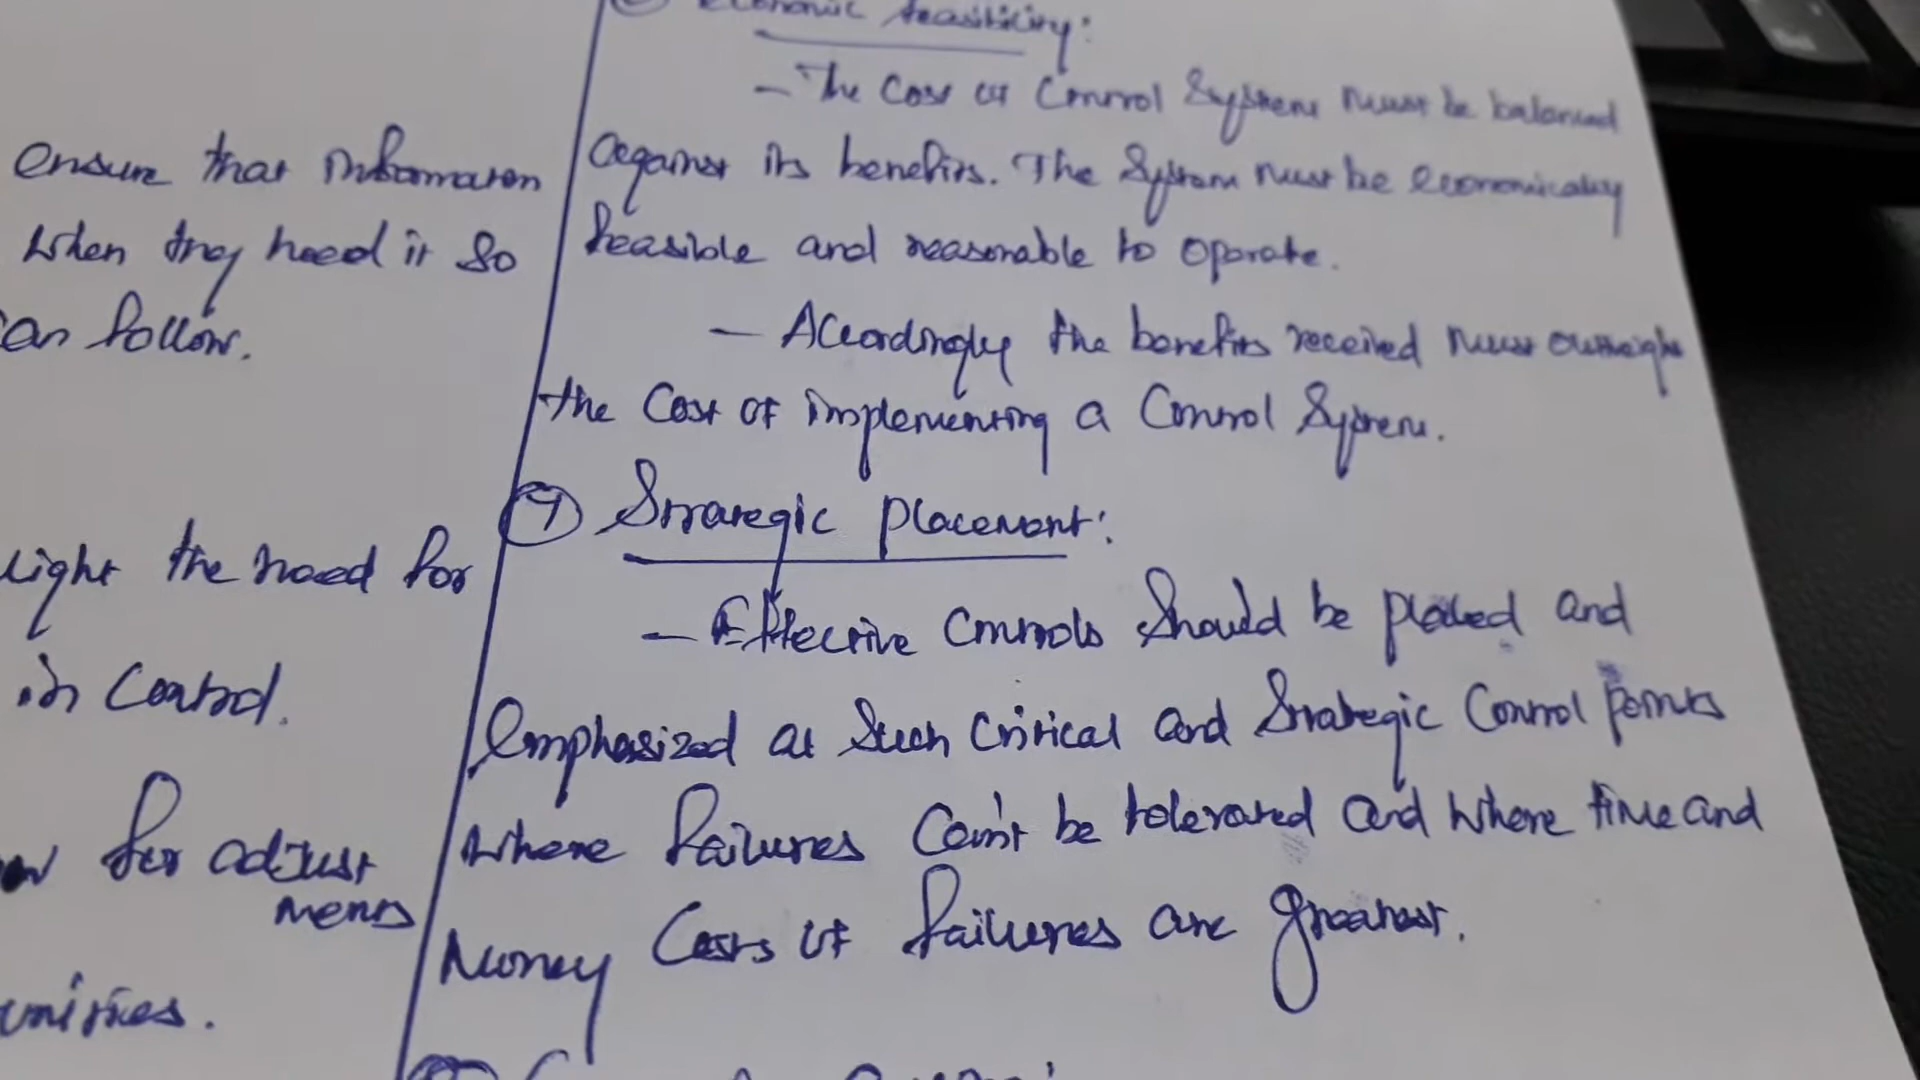 ensure that information
when they need it so
can follow.
light the need for
in control.
for adjust
ments
unities.
Economic feasibility:
- The cost of control system must be balanced
against its benefits. The system must be economically
feasible and reasonable to operate.
- Accordingly the benefits received must outweigh
the cost of implementing a control system.
7 Strategic placement:
- Effective controls should be placed and
emphasized at such critical and strategic control points
where failures can't be tolerated and where time and
money costs of failures are greatest.